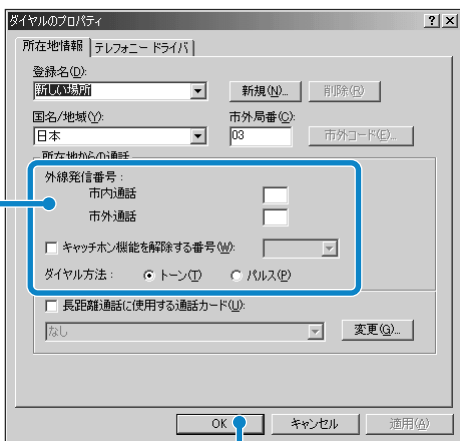 ダイヤルのプロパティ
所在地情報 テレフォニー ドライバ
登録名(D):
新しい場所 新規(N)... 削除(R)
国名/地域(Y): 市外局番(C):
日本 03 市外コード(E)...
所在地からの通話
外線発信番号 :
市内通話
市外通話
キャッチホン機能を解除する番号(W):
ダイヤル方法 : トーン(T) パルス(P)
長距離通話に使用する通話カード(U):
なし 変更(G)...
OK キャンセル 適用(A)